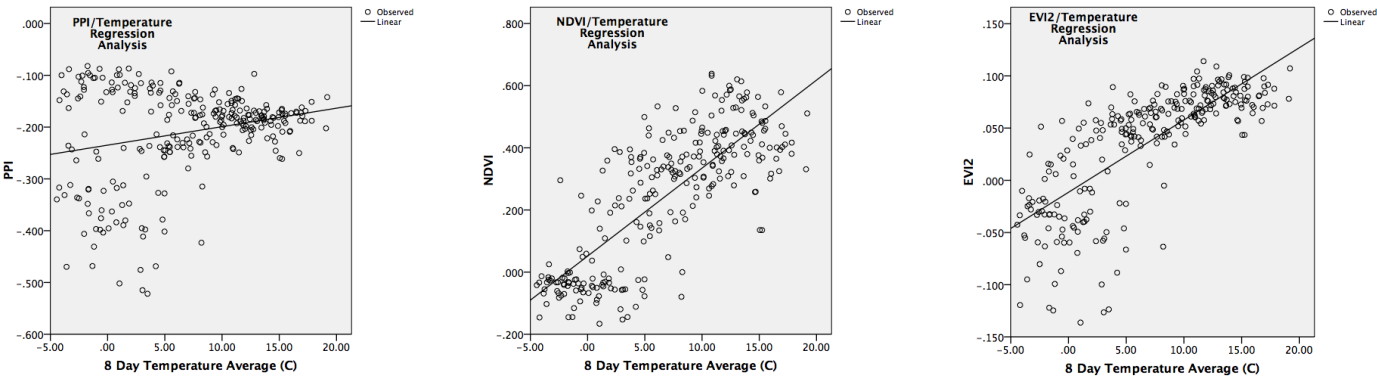 PPI/Temperature
Regression
Analysis
Observed
Linear
.000
-.100
-.200
-.300
-.400
-.500
-.600
PPI
-5.00 .00 5.00 10.00 15.00 20.00
8 Day Temperature Average (C)
NDVI/Temperature
Regression
Analysis
Observed
Linear
.800
.600
.400
.200
.000
-.200
NDVI
-5.00 .00 5.00 10.00 15.00 20.00
8 Day Temperature Average (C)
EVI2/Temperature
Regression
Analysis
Observed
Linear
.150
.100
.050
.000
-.050
-.100
-.150
EVI2
-5.00 .00 5.00 10.00 15.00 20.00
8 Day Temperature Average (C)